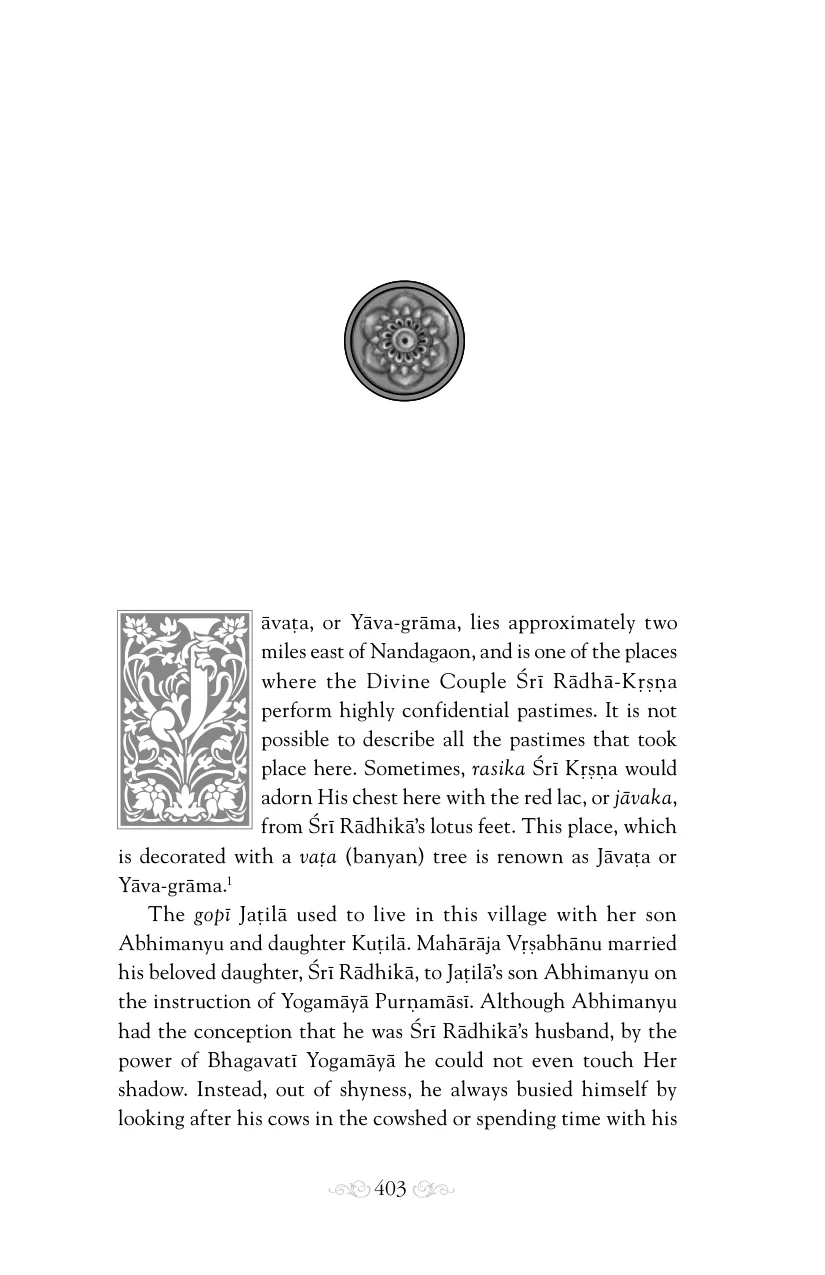 Jāvaṭa, or Yāva-grāma, lies approximately two
miles east of Nandagaon, and is one of the places
where the Divine Couple Śrī Rādhā-Kṛṣṇa
perform highly confidential pastimes. It is not
possible to describe all the pastimes that took
place here. Sometimes, rasika Śrī Kṛṣṇa would
adorn His chest here with the red lac, or jāvaka,
from Śrī Rādhikā’s lotus feet. This place, which
is decorated with a vaṭa (banyan) tree is renown as Jāvaṭa or
Yāva-grāma.¹
The gopī Jaṭilā used to live in this village with her son
Abhimanyu and daughter Kuṭilā. Mahārāja Vṛṣabhānu married
his beloved daughter, Śrī Rādhikā, to Jaṭilā’s son Abhimanyu on
the instruction of Yogamāyā Purṇamāsī. Although Abhimanyu
had the conception that he was Śrī Rādhikā’s husband, by the
power of Bhagavatī Yogamāyā he could not even touch Her
shadow. Instead, out of shyness, he always busied himself by
looking after his cows in the cowshed or spending time with his
403